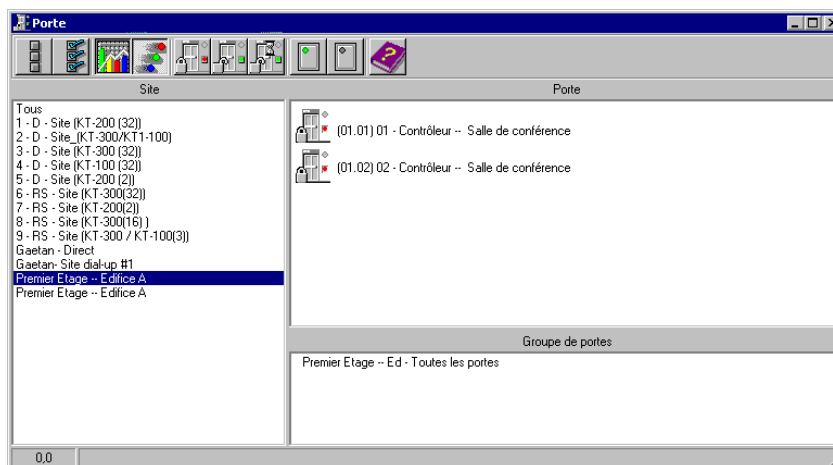 Porte
Site
Porte
Tous
1 - D - Site (KT-200 (32))
2 - D - Site_(KT-300/KT1-100)
3 - D - Site (KT-300 (32))
4 - D - Site (KT-100 (32))
5 - D - Site (KT-200 (2))
6 - RS - Site (KT-300(32))
7 - RS - Site (KT-200(2))
8 - RS - Site (KT-300(16) )
9 - RS - Site (KT-300 / KT-100(3))
Gaetan - Direct
Gaetan- Site dial-up #1
Premier Etage -- Edifice A
Premier Etage -- Edifice A
(01.01) 01 - Contrôleur -- Salle de conférence
(01.02) 02 - Contrôleur -- Salle de conférence
Groupe de portes
Premier Etage -- Ed - Toutes les portes
0,0